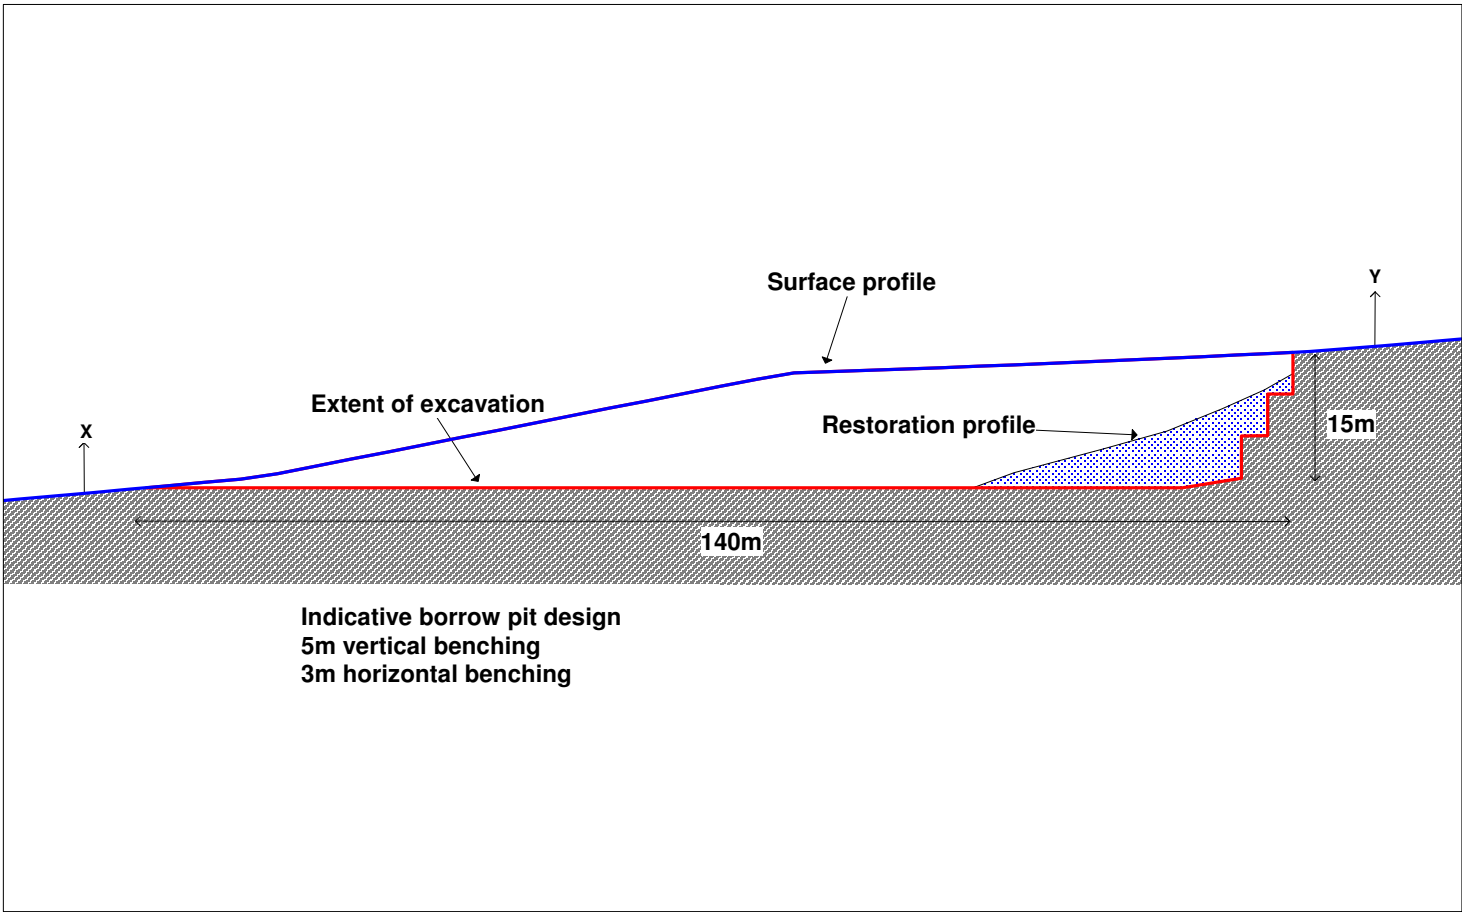 Surface profile
Y
Extent of excavation
Restoration profile
15m
X
140m
Indicative borrow pit design
5m vertical benching
3m horizontal benching